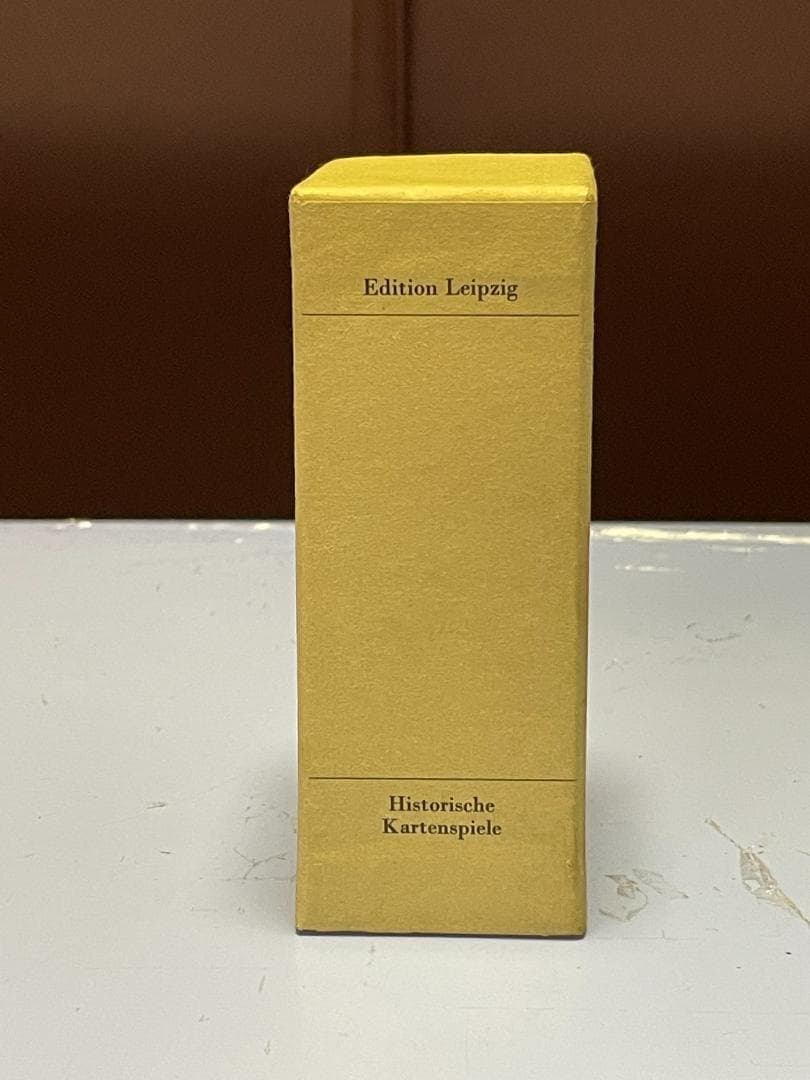 Edition Leipzig
Historische
Kartenspiele